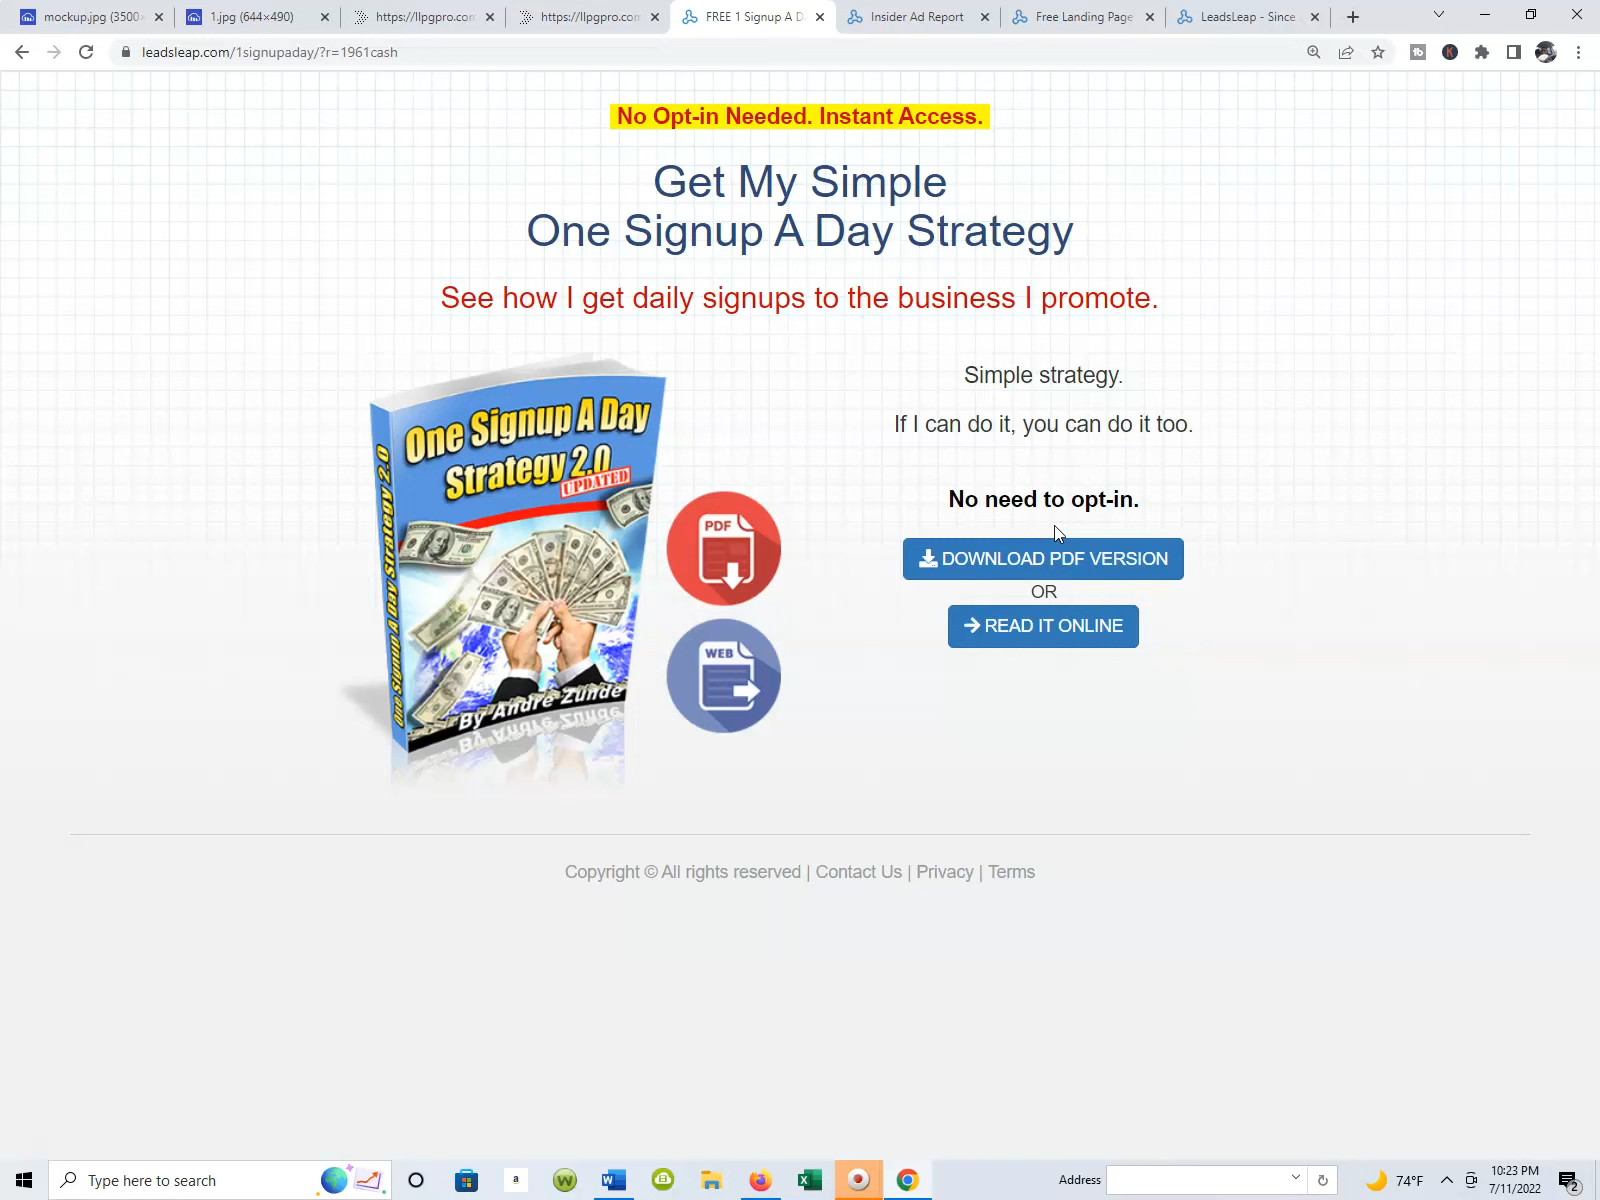 mockup.jpg (3500×
1.jpg (644×490)
https://llpgpro.con
https://llpgpro.con
FREE 1 Signup A D
Insider Ad Report
Free Landing Page
LeadsLeap - Since
leadsleap.com/1signupaday/?r=1961cash
No Opt-in Needed. Instant Access.
Get My Simple
One Signup A Day Strategy
See how I get daily signups to the business I promote.
One Signup A Day
Strategy 2.0
UPDATED
One Signup A Day Strategy 2.0
By Andre Zunde
PDF
WEB
Simple strategy.
If I can do it, you can do it too.
No need to opt-in.
DOWNLOAD PDF VERSION
OR
READ IT ONLINE
Copyright © All rights reserved | Contact Us | Privacy | Terms
Type here to search
Address
74°F
10:23 PM
7/11/2022
2